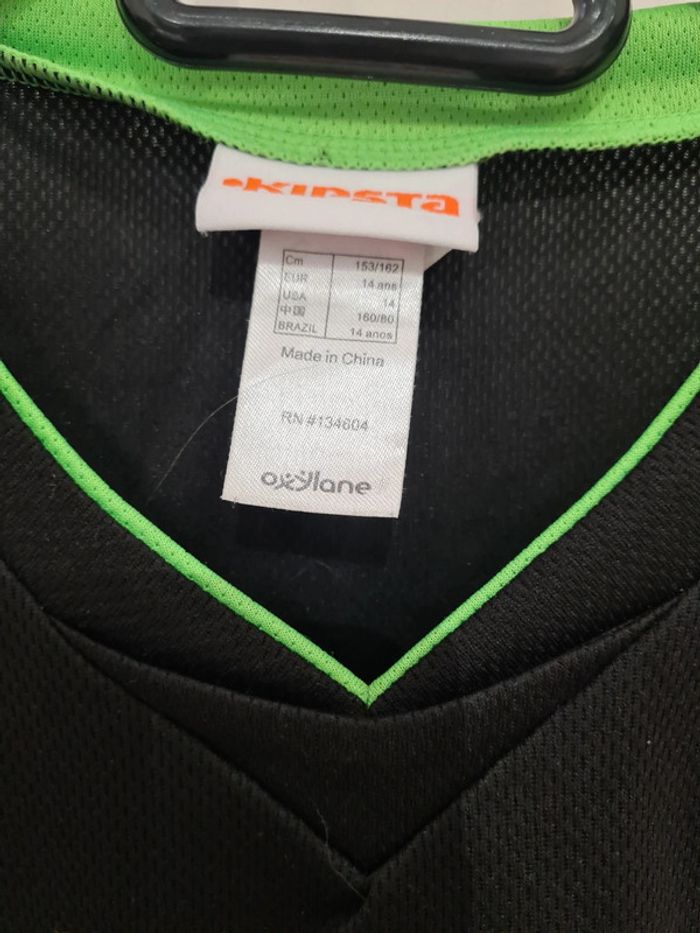 KIPSTA
Cm 153/162
EUR 14 ans
USA 14
中国 160/80
BRAZIL 14 anos
Made in China
RN #134604
oxylane